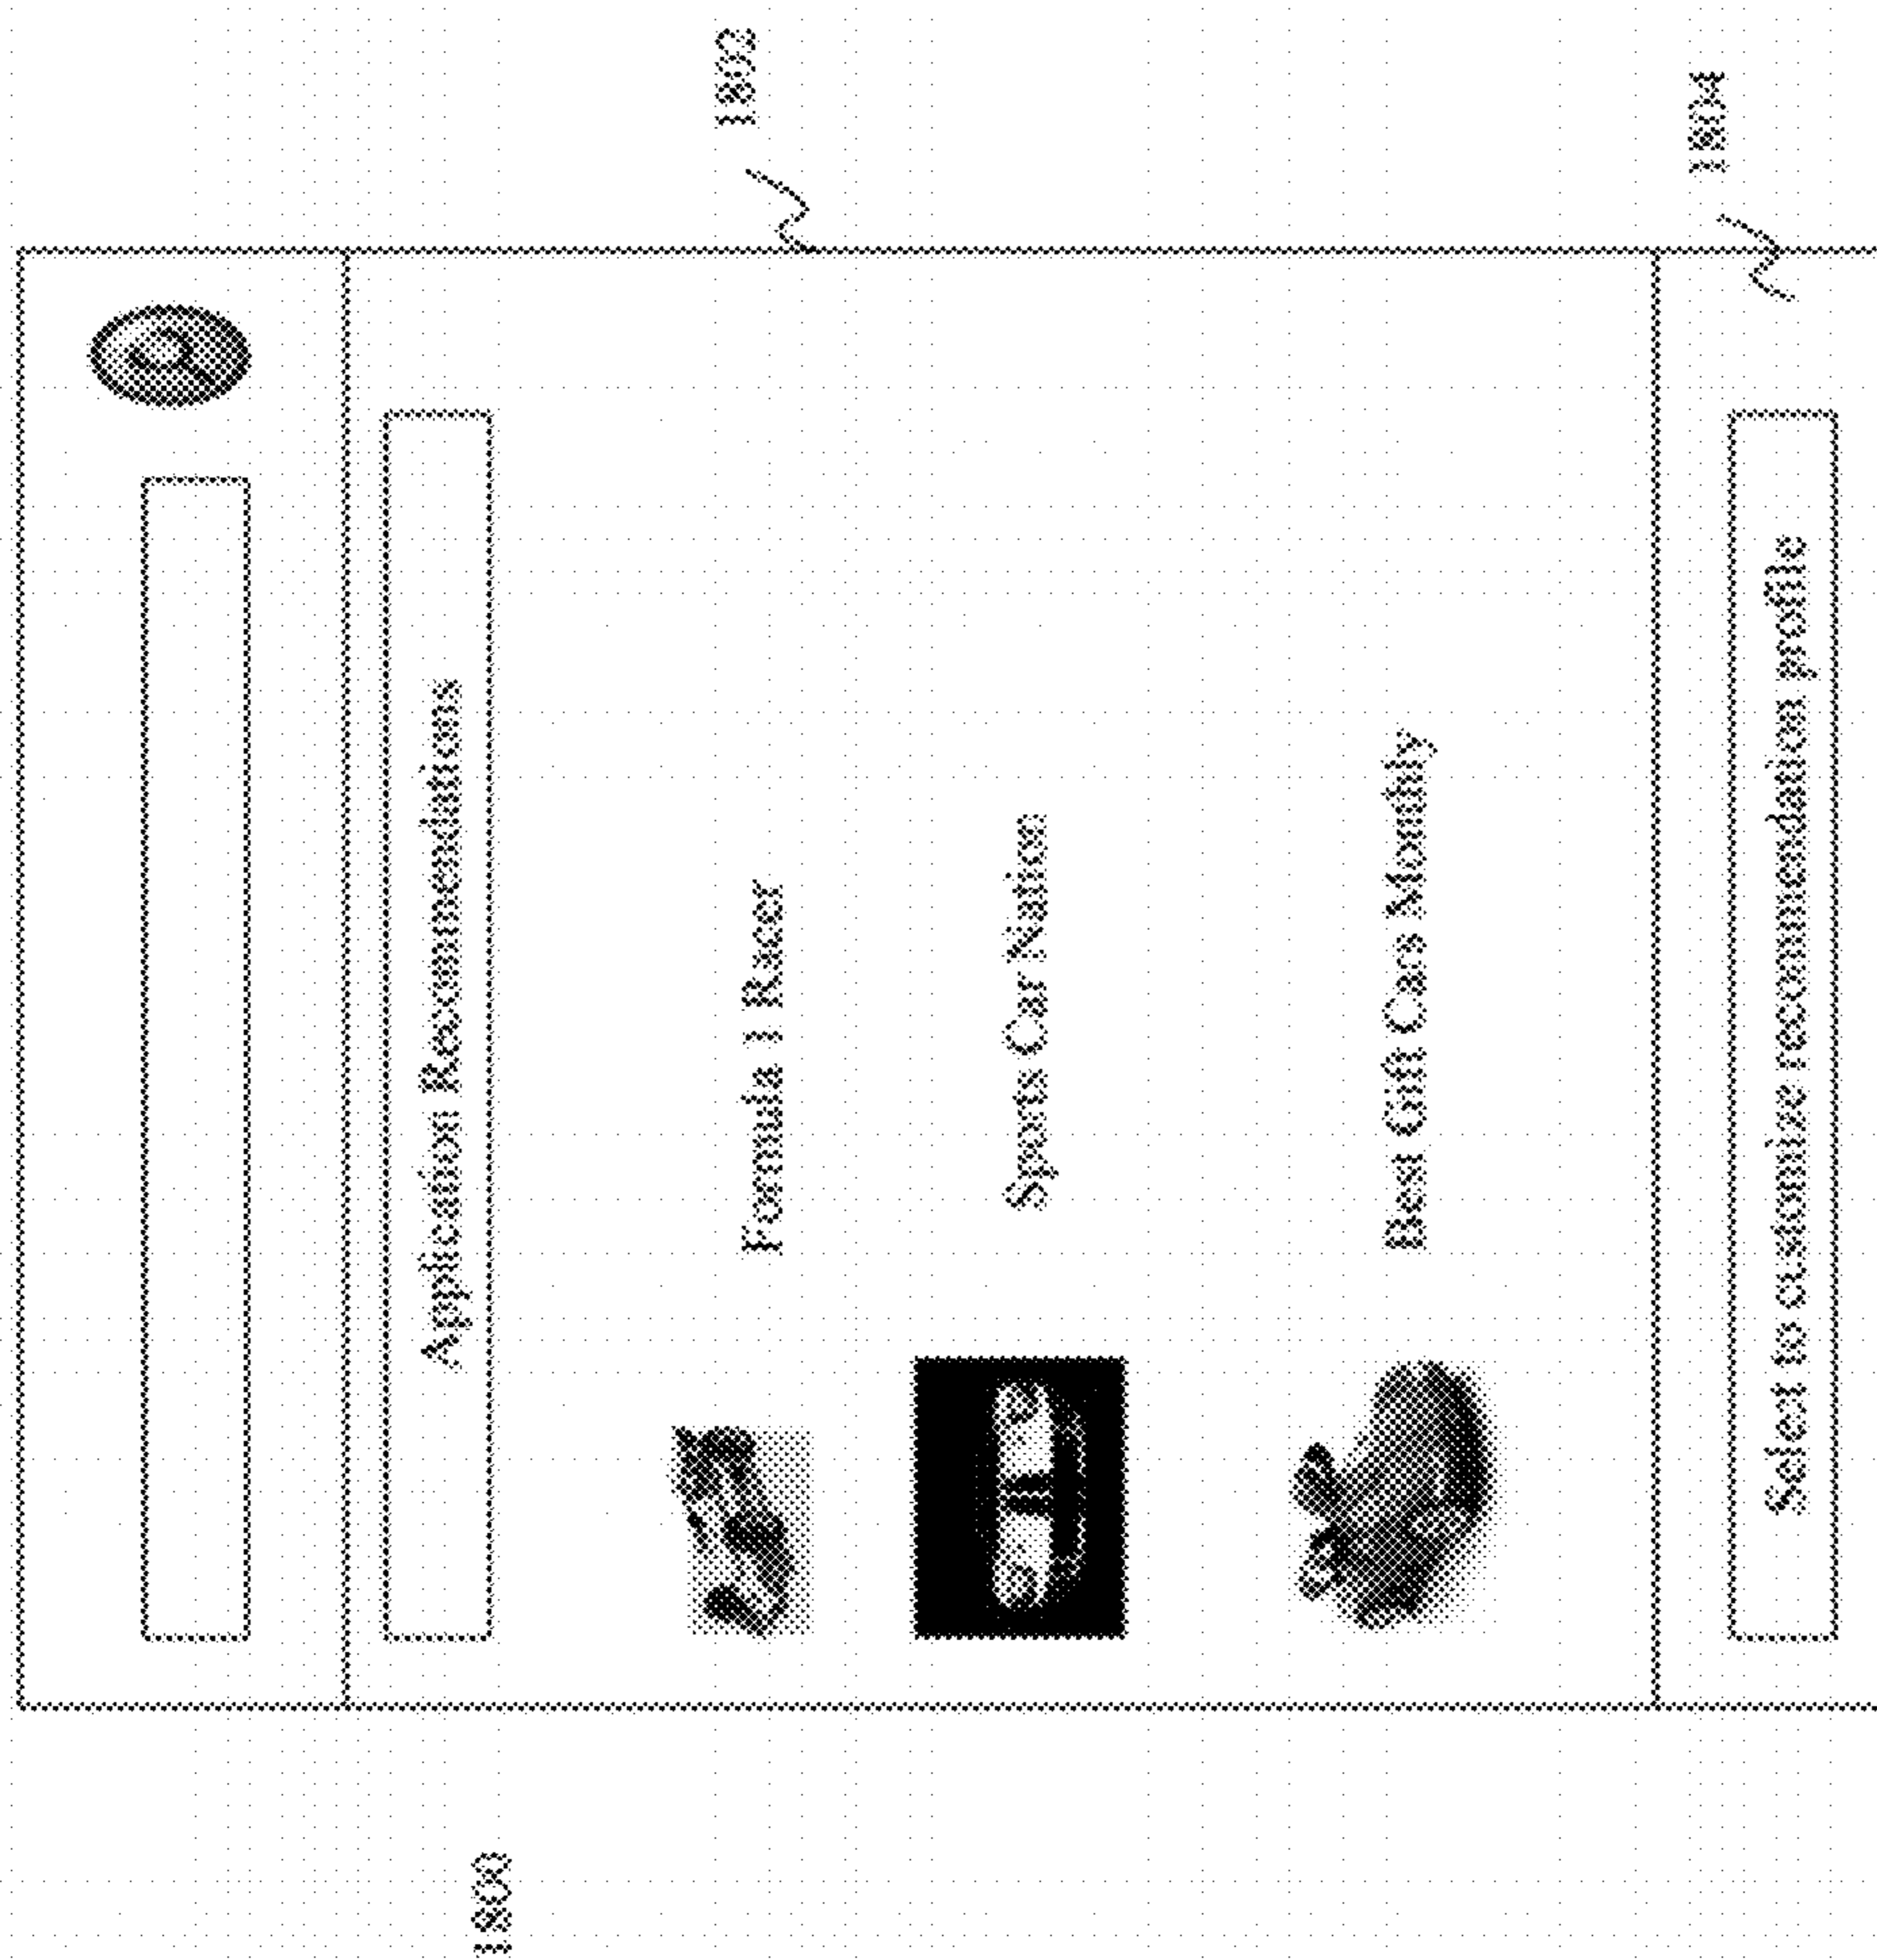 Application Recommendations
1802
Formula 1 Racer
Sports Car Nation
Best Gift Cars Monthly
1804
Select to customize recommendation profile
1800